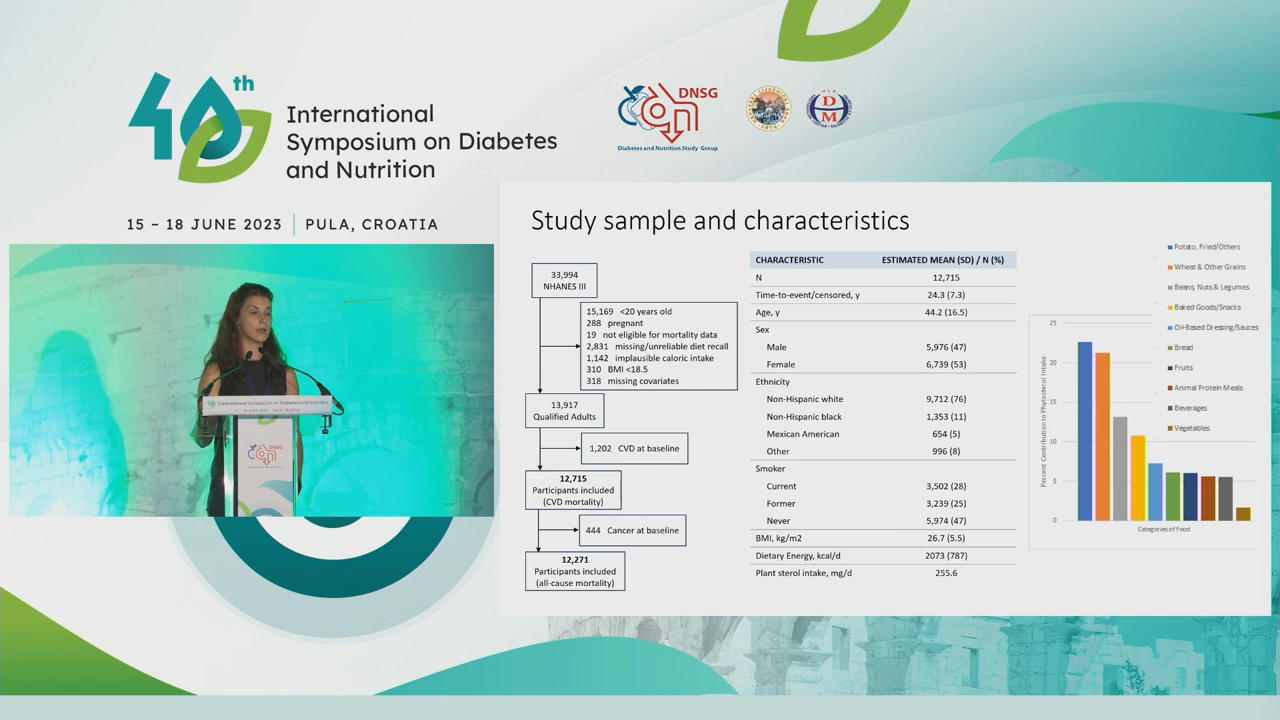 40th
International
Symposium on Diabetes
and Nutrition
15 – 18 JUNE 2023 | PULA, CROATIA
DNSG
Diabetes and Nutrition Study Group
DM
International Symposium on Diabetes and Nutrition
DNSG
Study sample and characteristics
33,994
NHANES III
15,169 <20 years old
288 pregnant
19 not eligible for mortality data
2,831 missing/unreliable diet recall
1,142 implausible caloric intake
310 BMI <18.5
318 missing covariates
13,917
Qualified Adults
1,202 CVD at baseline
12,715
Participants included
(CVD mortality)
444 Cancer at baseline
12,271
Participants included
(all-cause mortality)
CHARACTERISTIC ESTIMATED MEAN (SD) / N (%)
N 12,715
Time-to-event/censored, y 24.3 (7.3)
Age, y 44.2 (16.5)
Sex
Male 5,976 (47)
Female 6,739 (53)
Ethnicity
Non-Hispanic white 9,712 (76)
Non-Hispanic black 1,353 (11)
Mexican American 654 (5)
Other 996 (8)
Smoker
Current 3,502 (28)
Former 3,239 (25)
Never 5,974 (47)
BMI, kg/m2 26.7 (5.5)
Dietary Energy, kcal/d 2073 (787)
Plant sterol intake, mg/d 255.6
Potato, Fried/Others
Wheat & Other Grains
Beans, Nuts & Legumes
Baked Goods/Snacks
Oil-Based Dressing/Sauces
Bread
Fruits
Animal Protein Meals
Beverages
Vegetables
Percent Contribution to Phytosterol Intake
25
20
15
10
5
0
Categories of Food